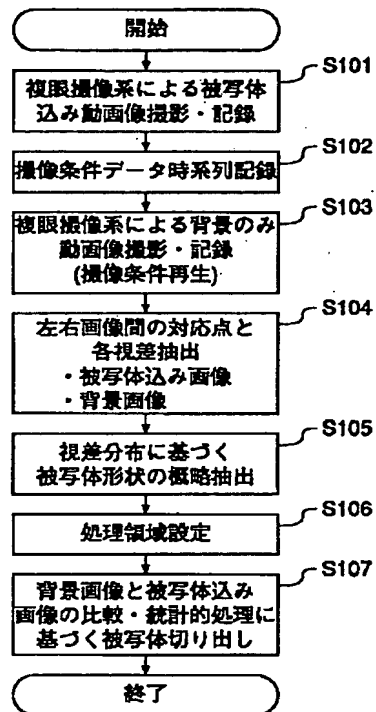 開始
S101
複眼撮像系による被写体
込み動画像撮影・記録
S102
撮像条件データ時系列記録
S103
複眼撮像系による背景のみ
動画像撮影・記録
(撮像条件再生)
S104
左右画像間の対応点と
各視差抽出
・被写体込み画像
・背景画像
S105
視差分布に基づく
被写体形状の概略抽出
S106
処理領域設定
S107
背景画像と被写体込み
画像の比較・統計的処理に
基づく被写体切り出し
終了